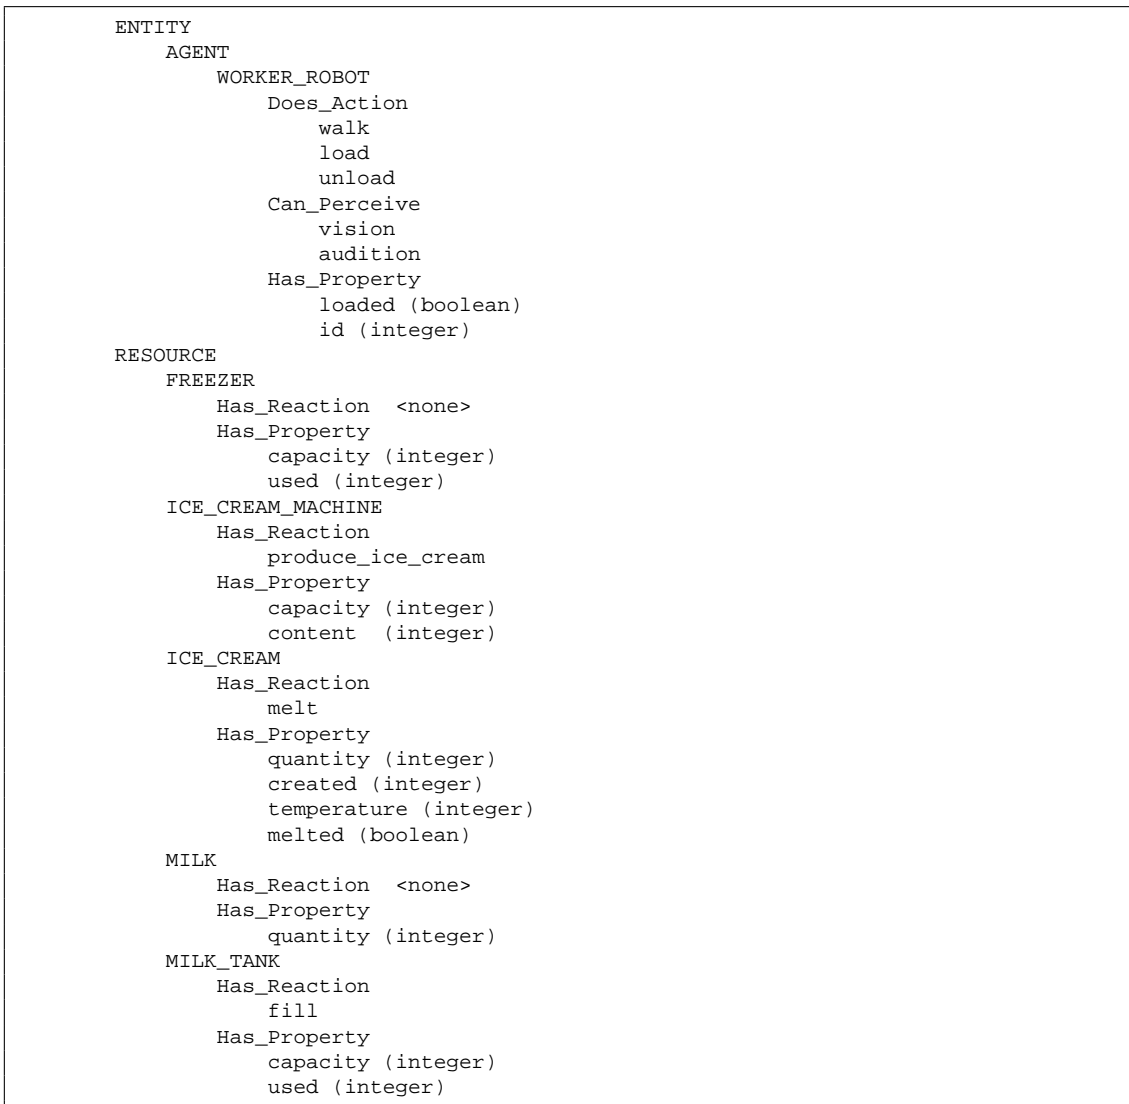 ENTITY
    AGENT
        WORKER_ROBOT
            Does_Action
                walk
                load
                unload
            Can_Perceive
                vision
                audition
            Has_Property
                loaded (boolean)
                id (integer)
RESOURCE
    FREEZER
        Has_Reaction  <none>
        Has_Property
            capacity (integer)
            used (integer)
    ICE_CREAM_MACHINE
        Has_Reaction
            produce_ice_cream
        Has_Property
            capacity (integer)
            content  (integer)
    ICE_CREAM
        Has_Reaction
            melt
        Has_Property
            quantity (integer)
            created (integer)
            temperature (integer)
            melted (boolean)
    MILK
        Has_Reaction  <none>
        Has_Property
            quantity (integer)
    MILK_TANK
        Has_Reaction
            fill
        Has_Property
            capacity (integer)
            used (integer)